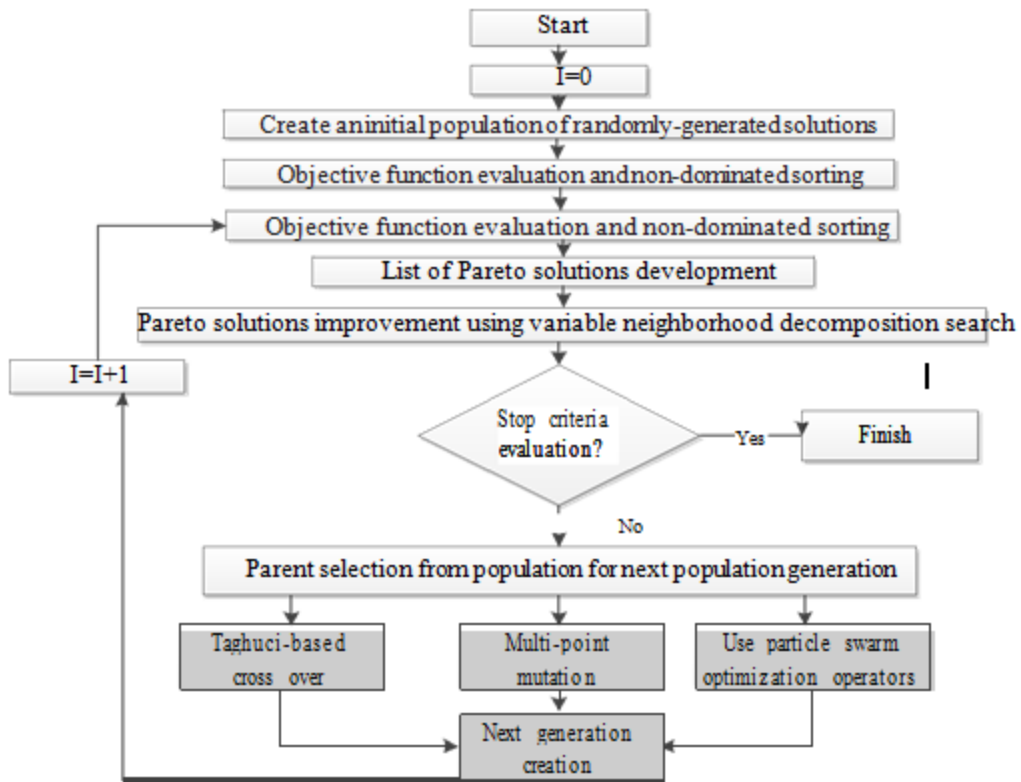 Start
I=0
Create aninitial population of randomly-generated solutions
Objective function evaluation and non-dominated sorting
Objective function evaluation and non-dominated sorting
List of Pareto solutions development
Pareto solutions improvement using variable neighborhood decomposition search
I=I+1
Stop criteria
evaluation?
Yes
Finish
No
Parent selection from population for next population generation
Taghuci-based
cross over
Multi-point
mutation
Use particle swarm
optimization operators
Next generation
creation